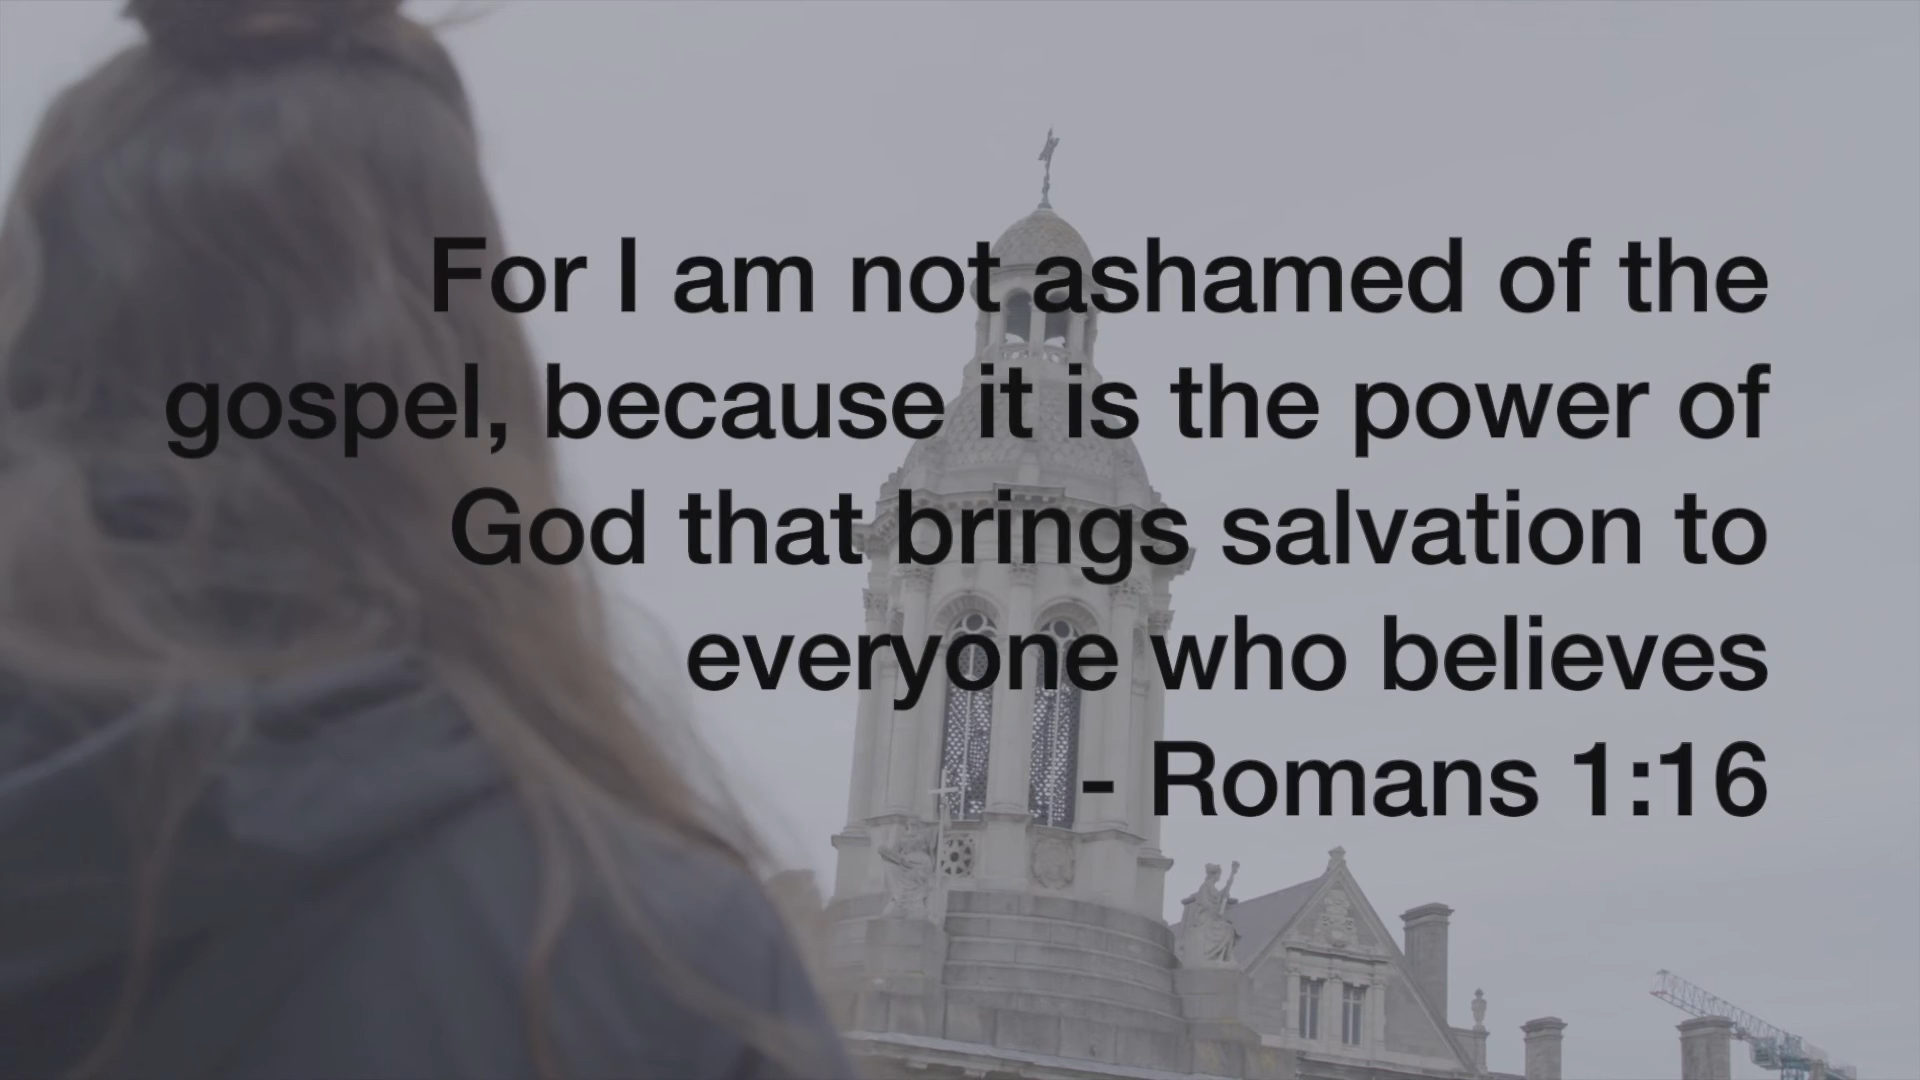 For I am not ashamed of the
gospel, because it is the power of
God that brings salvation to
everyone who believes
- Romans 1:16